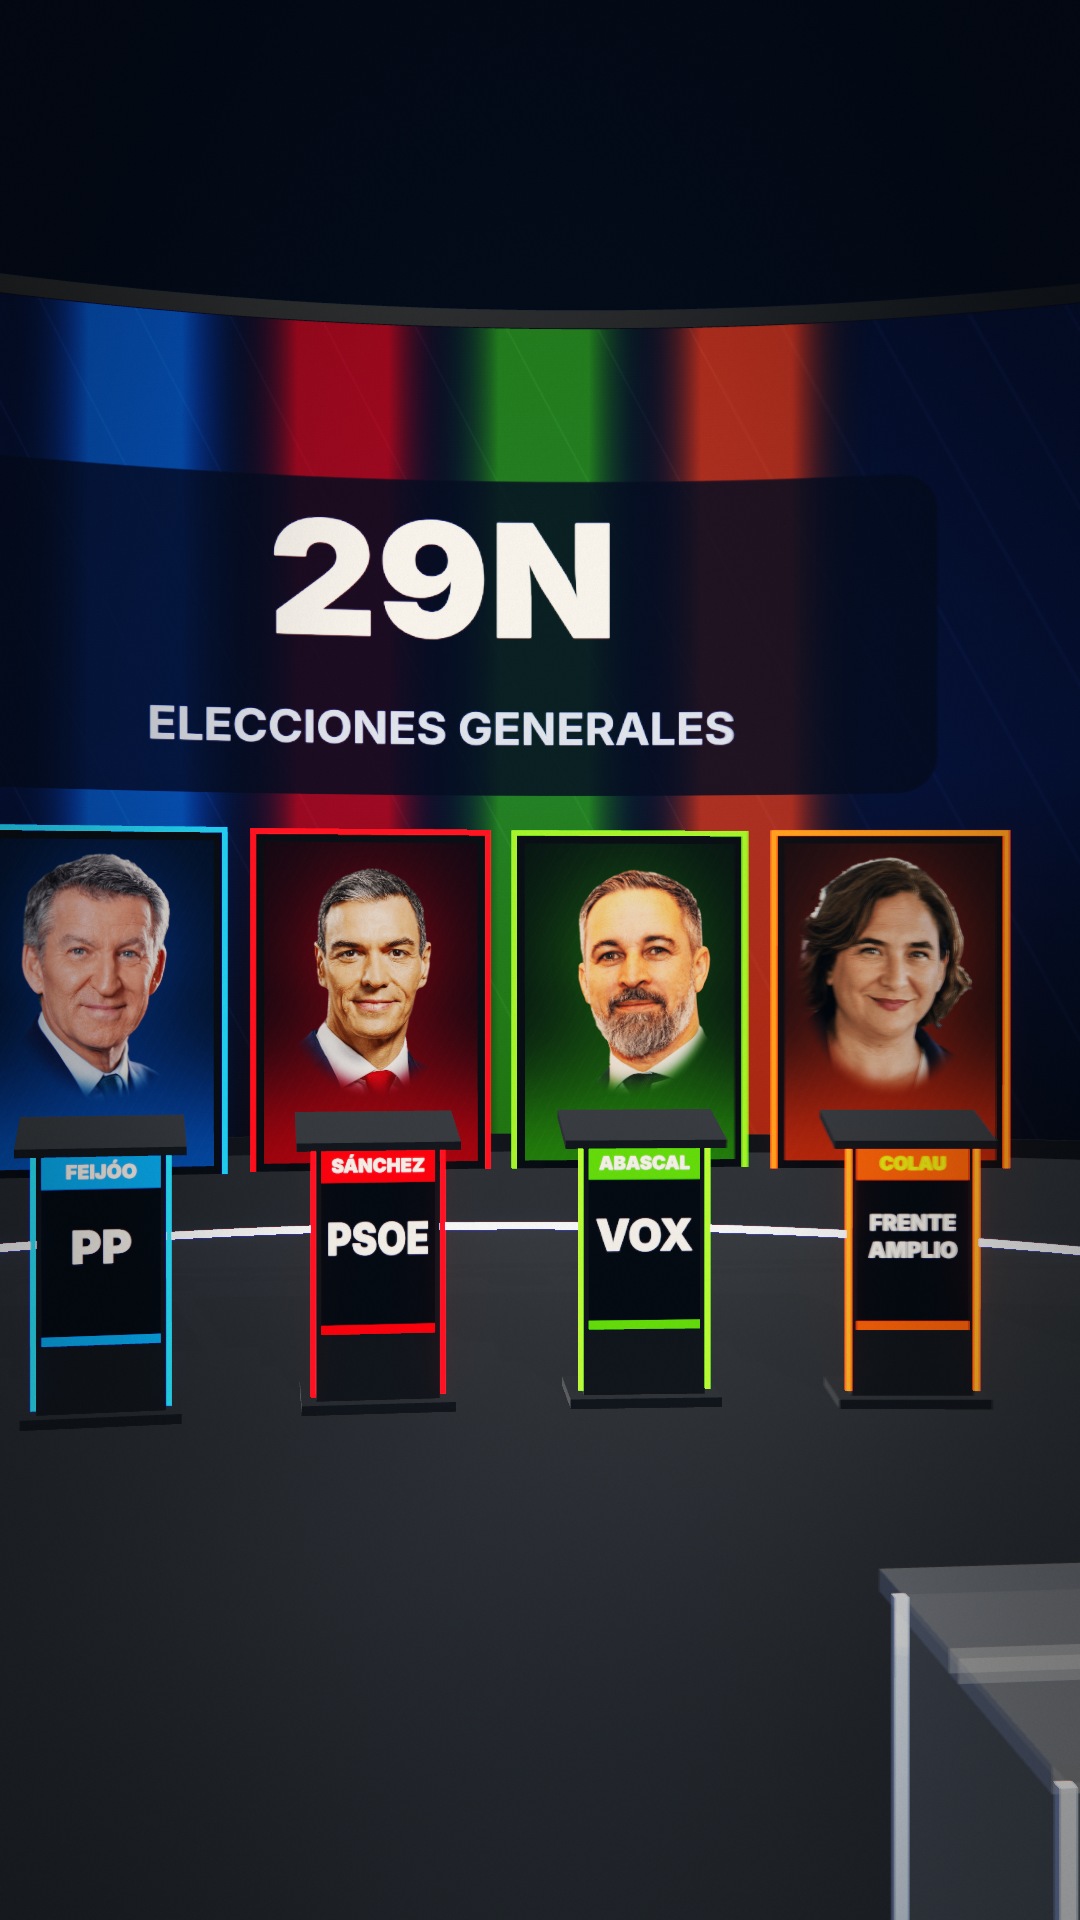 29N
ELECCIONES GENERALES
FEIJÓO
PP
SÁNCHEZ
PSOE
ABASCAL
VOX
COLAU
FRENTE
AMPLIO